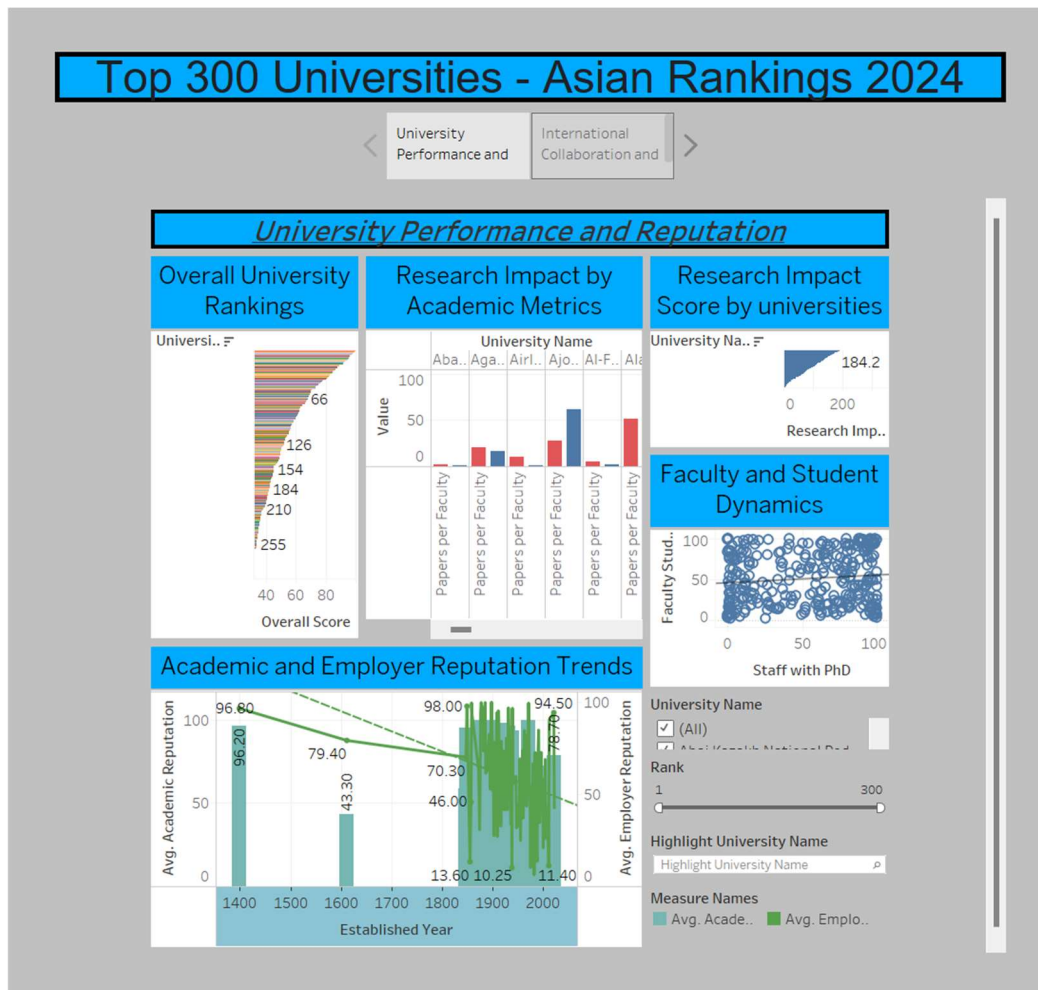 Top 300 Universities - Asian Rankings 2024
University
Performance and
International
Collaboration and
University Performance and Reputation
Overall University
Rankings
Universi..
66
126
154
184
210
255
40 60 80
Overall Score
Research Impact by
Academic Metrics
University Name
Aba.. Aga.. Airl.. Ajo.. Al-F.. Ala
100
50
0
Value
Papers per Faculty
Papers per Faculty
Papers per Faculty
Papers per Faculty
Papers per Faculty
Papers per Faculty
Research Impact
Score by universities
University Na..
184.2
0 200
Research Imp..
Faculty and Student
Dynamics
Faculty Stud..
100
50
0
0 50 100
Staff with PhD
Academic and Employer Reputation Trends
Avg. Academic Reputation
100
50
0
96.80
96.20
79.40
43.30
98.00
70.30
46.00
13.60 10.25 11.40
94.50
78.70
100
50
0
Avg. Employer Reputation
1400 1500 1600 1700 1800 1900 2000
Established Year
University Name
(All)
Rank
1 300
Highlight University Name
Highlight University Name
Measure Names
Avg. Acade.. Avg. Emplo..